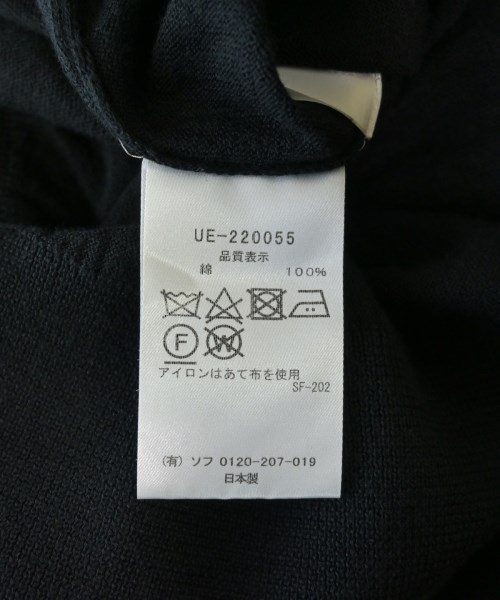 UE-220055
品質表示
綿 100%
F W
アイロンはあて布を使用
SF-202
(有) ソフ 0120-207-019
日本製